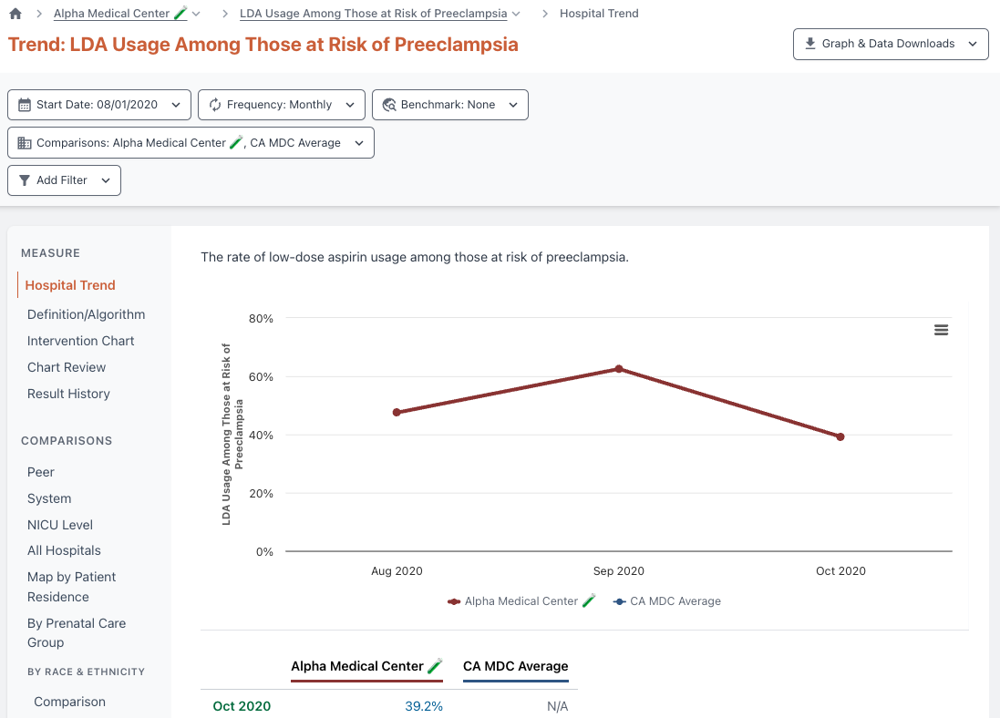 Alpha Medical Center LDA Usage Among Those at Risk of Preeclampsia Hospital Trend
Trend: LDA Usage Among Those at Risk of Preeclampsia
Graph & Data Downloads
Start Date: 08/01/2020 Frequency: Monthly Benchmark: None
Comparisons: Alpha Medical Center 🧪, CA MDC Average
Add Filter
MEASURE
Hospital Trend
Definition/Algorithm
Intervention Chart
Chart Review
Result History
COMPARISONS
Peer
System
NICU Level
All Hospitals
Map by Patient
Residence
By Prenatal Care
Group
BY RACE & ETHNICITY
Comparison
The rate of low-dose aspirin usage among those at risk of preeclampsia.
LDA Usage Among Those at Risk of
Preeclampsia
80%
60%
40%
20%
0%
Aug 2020 Sep 2020 Oct 2020
Alpha Medical Center 🧪 CA MDC Average
Alpha Medical Center 🧪 CA MDC Average
Oct 2020 39.2% N/A